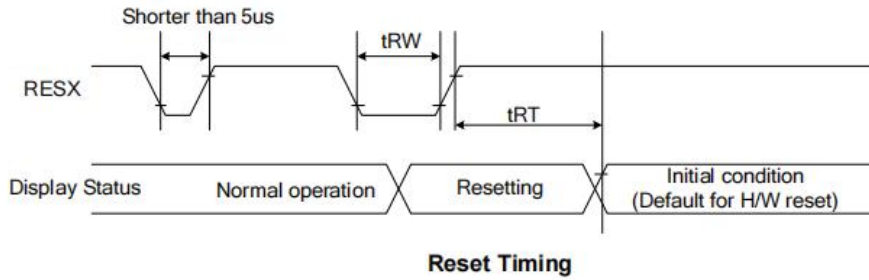 Shorter than 5us
tRW
RESX
tRT
Display Status
Normal operation
Resetting
Initial condition
(Default for H/W reset)
Reset Timing